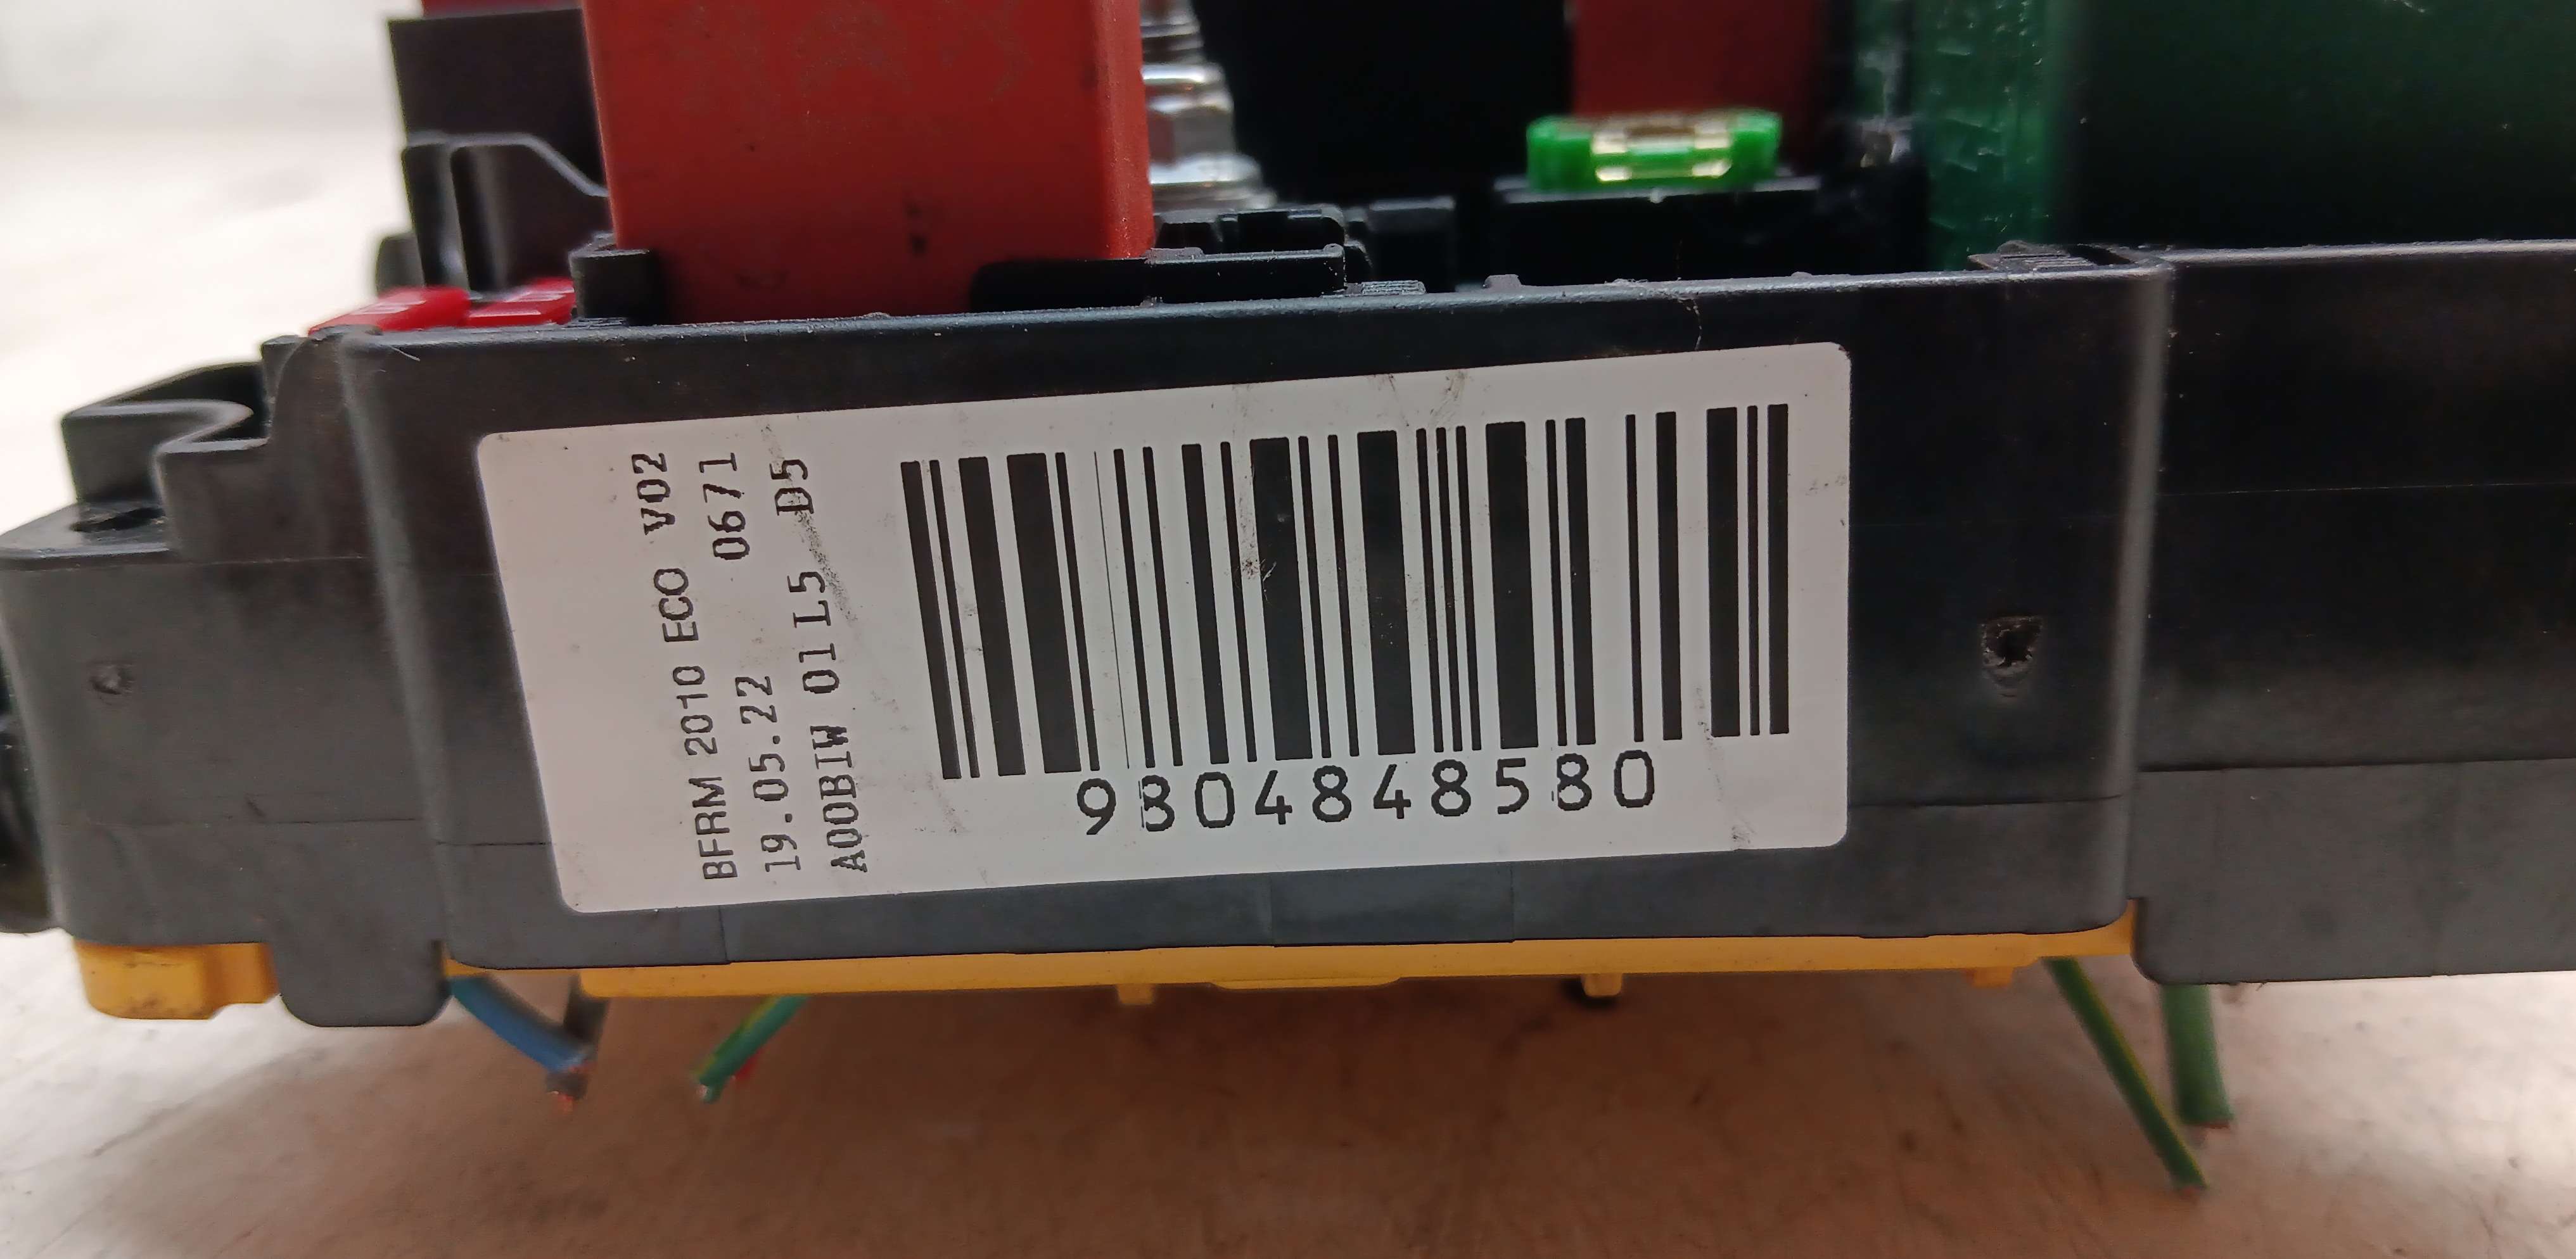 BFRM 2010 ECO V02
19.05.22 0671
A00BIW 01 L5 D5
9804848580